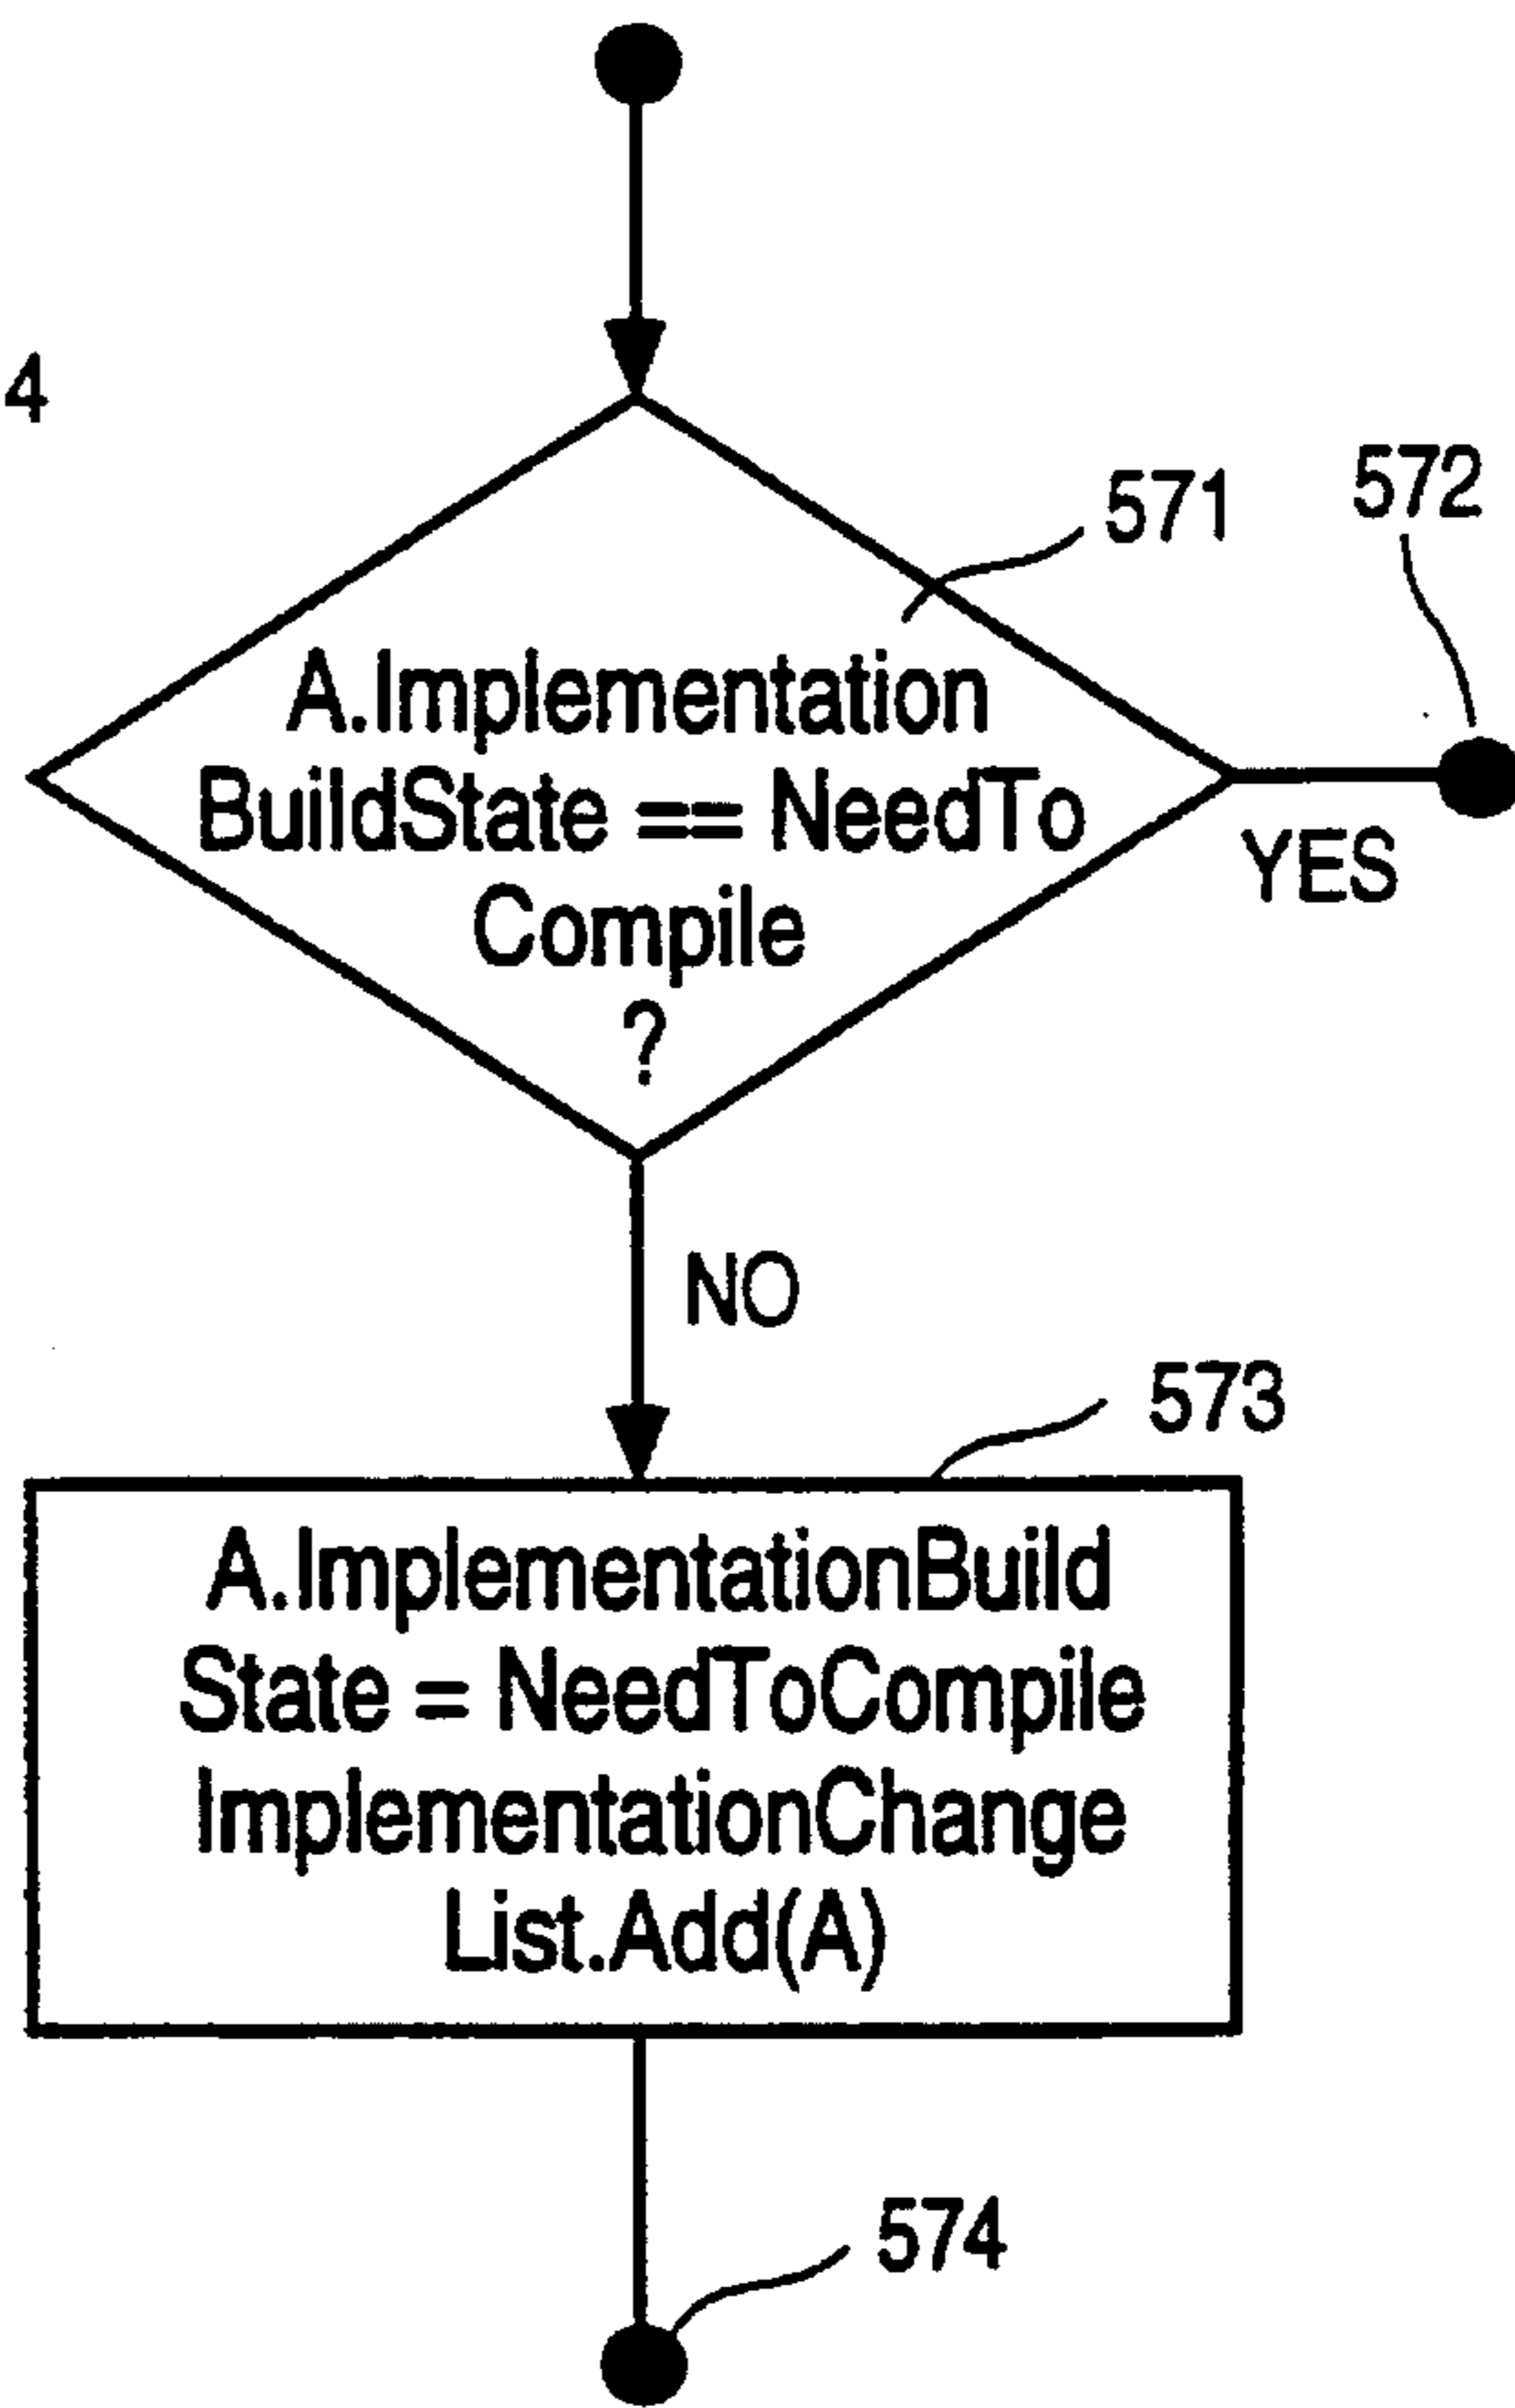 4
571
572
A.Implementation
BuildState == NeedTo
Compile
?
YES
NO
573
A.ImplementationBuild
State = NeedToCompile
ImplementationChange
List.Add(A)
574